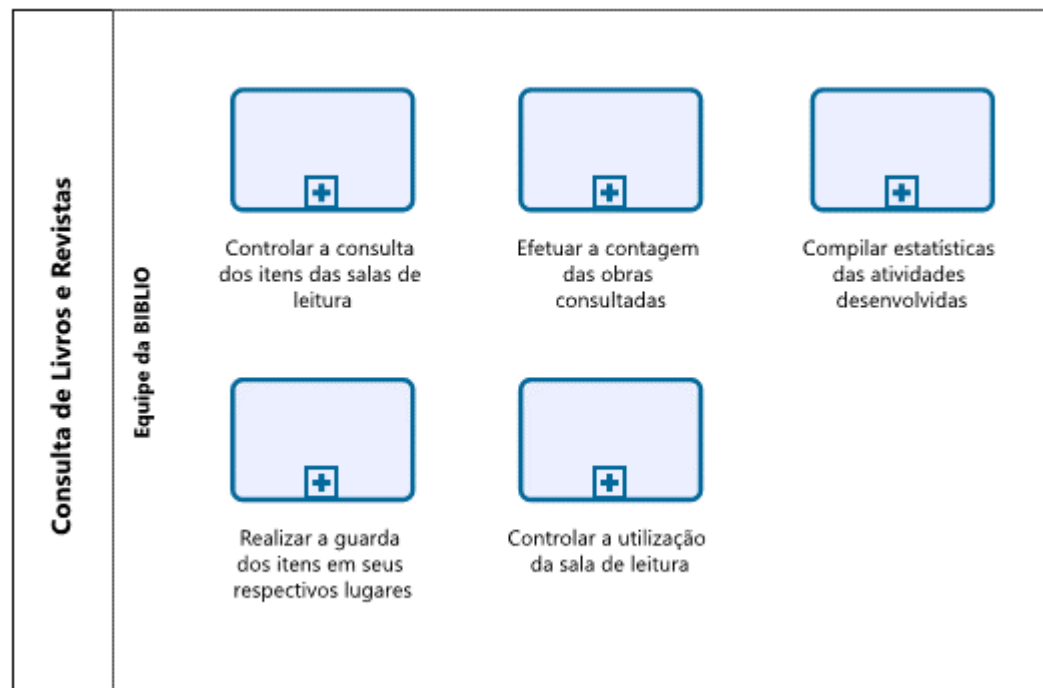 Consulta de Livros e Revistas
Equipe da BIBLIO
Controlar a consulta
dos itens das salas de
leitura
Efetuar a contagem
das obras
consultadas
Compilar estatísticas
das atividades
desenvolvidas
Realizar a guarda
dos itens em seus
respectivos lugares
Controlar a utilização
da sala de leitura